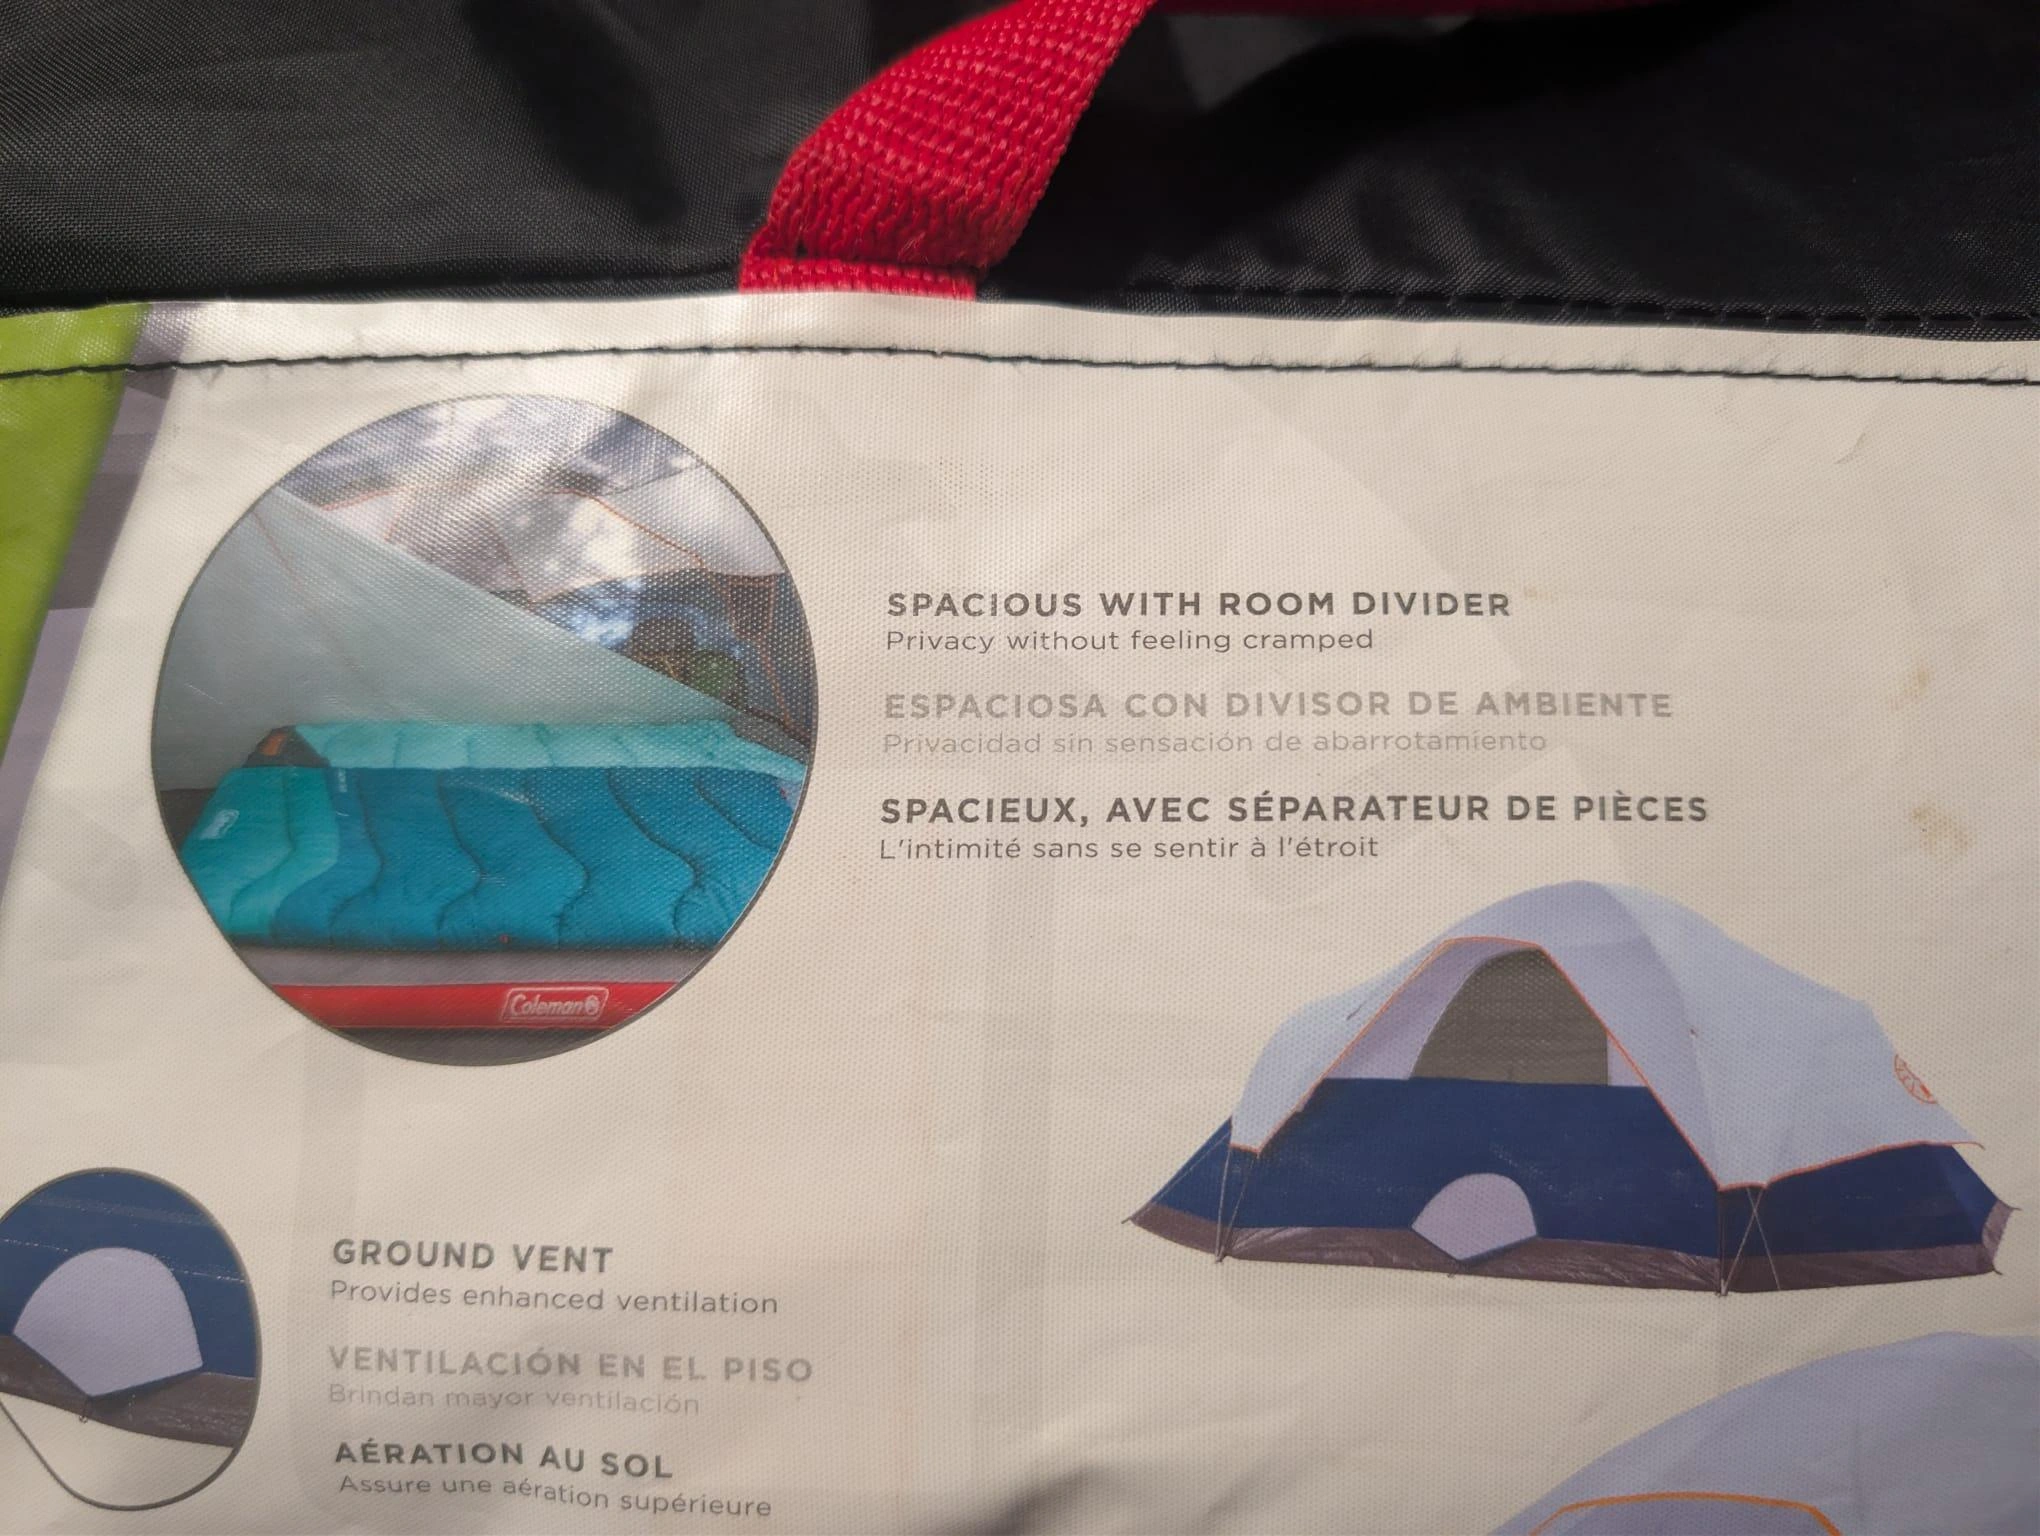 SPACIOUS WITH ROOM DIVIDER
Privacy without feeling cramped
ESPACIOSA CON DIVISOR DE AMBIENTE
Privacidad sin sensación de abarrotamiento
SPACIEUX, AVEC SÉPARATEUR DE PIÈCES
L'intimité sans se sentir à l'étroit
Coleman
GROUND VENT
Provides enhanced ventilation
VENTILACIÓN EN EL PISO
Brindan mayor ventilación
AÉRATION AU SOL
Assure une aération supérieure